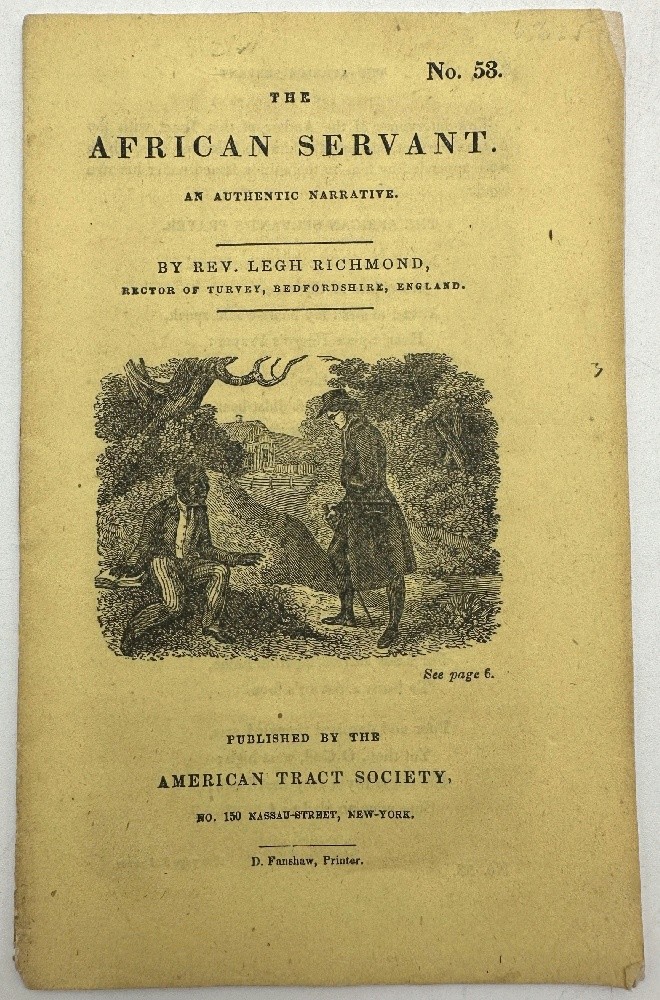 No. 53.
THE
AFRICAN SERVANT.
AN AUTHENTIC NARRATIVE.
BY REV. LEGH RICHMOND,
RECTOR OF TURVEY, BEDFORDSHIRE, ENGLAND.
See page 6.
PUBLISHED BY THE
AMERICAN TRACT SOCIETY,
NO. 150 NASSAU-STREET, NEW-YORK.
D. Fanshaw, Printer.